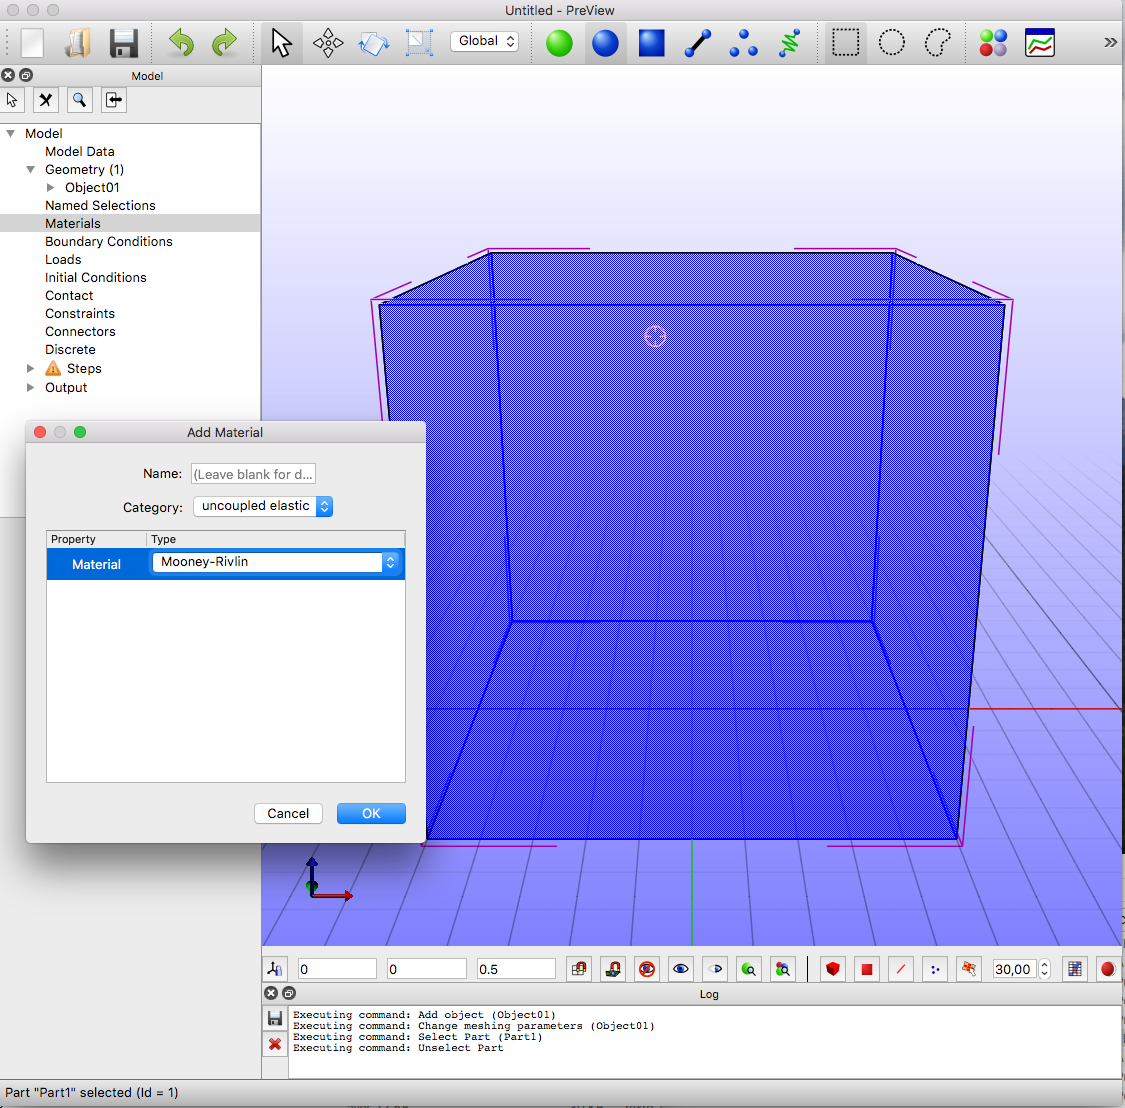 Untitled - PreView
Global
Model
Model
Model Data
Geometry (1)
Object01
Named Selections
Materials
Boundary Conditions
Loads
Initial Conditions
Contact
Constraints
Connectors
Discrete
Steps
Output
Add Material
Name: (Leave blank for d...
Category: uncoupled elastic
Property Type
Material Mooney-Rivlin
Cancel OK
0 0 0.5 30,00
Log
Executing command: Add object (Object01)
Executing command: Change meshing parameters (Object01)
Executing command: Select Part (Part1)
Executing command: Unselect Part
Part "Part1" selected (Id = 1)